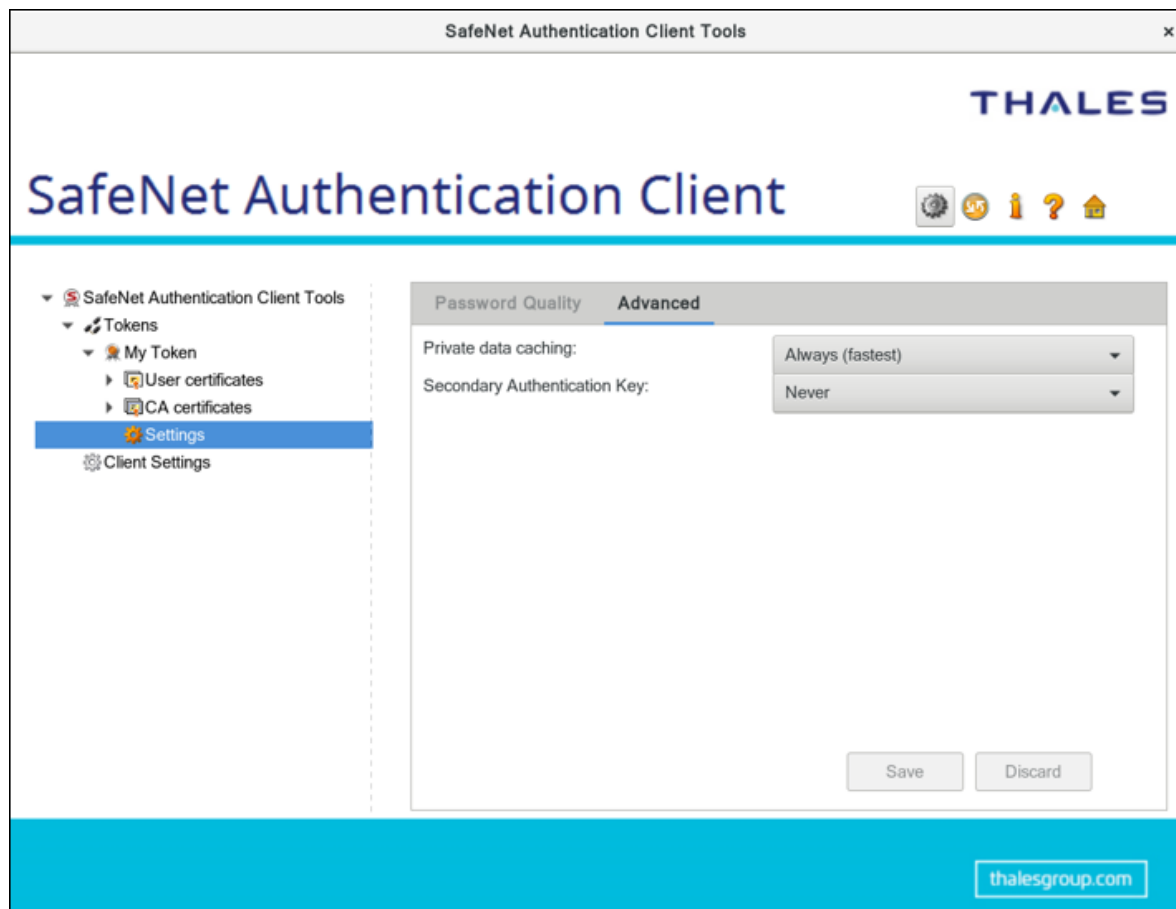 SafeNet Authentication Client Tools
THALES
SafeNet Authentication Client
SafeNet Authentication Client Tools
Tokens
My Token
User certificates
CA certificates
Settings
Client Settings
Password Quality Advanced
Private data caching: Always (fastest)
Secondary Authentication Key: Never
Save Discard
thalesgroup.com